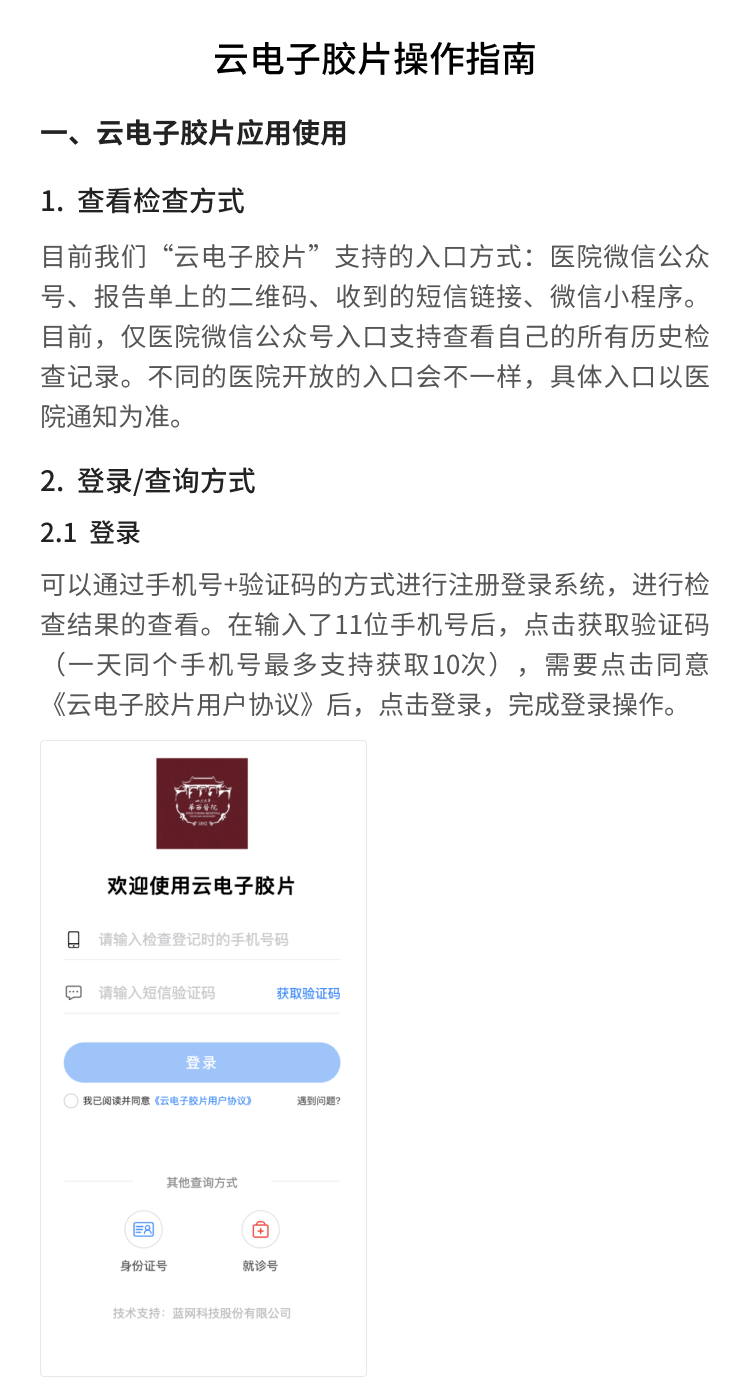 云电子胶片操作指南
一、云电子胶片应用使用
1. 查看检查方式
目前我们“云电子胶片”支持的入口方式：医院微信公众
号、报告单上的二维码、收到的短信链接、微信小程序。
目前，仅医院微信公众号入口支持查看自己的所有历史检
查记录。不同的医院开放的入口会不一样，具体入口以医
院通知为准。
2. 登录/查询方式
2.1 登录
可以通过手机号+验证码的方式进行注册登录系统，进行检
查结果的查看。在输入了11位手机号后，点击获取验证码
（一天同个手机号最多支持获取10次），需要点击同意
《云电子胶片用户协议》后，点击登录，完成登录操作。
華西醫院
欢迎使用云电子胶片
请输入检查登记时的手机号码
请输入短信验证码 获取验证码
登录
我已阅读并同意《云电子胶片用户协议》 遇到问题?
其他查询方式
身份证号 就诊号
技术支持：蓝网科技股份有限公司